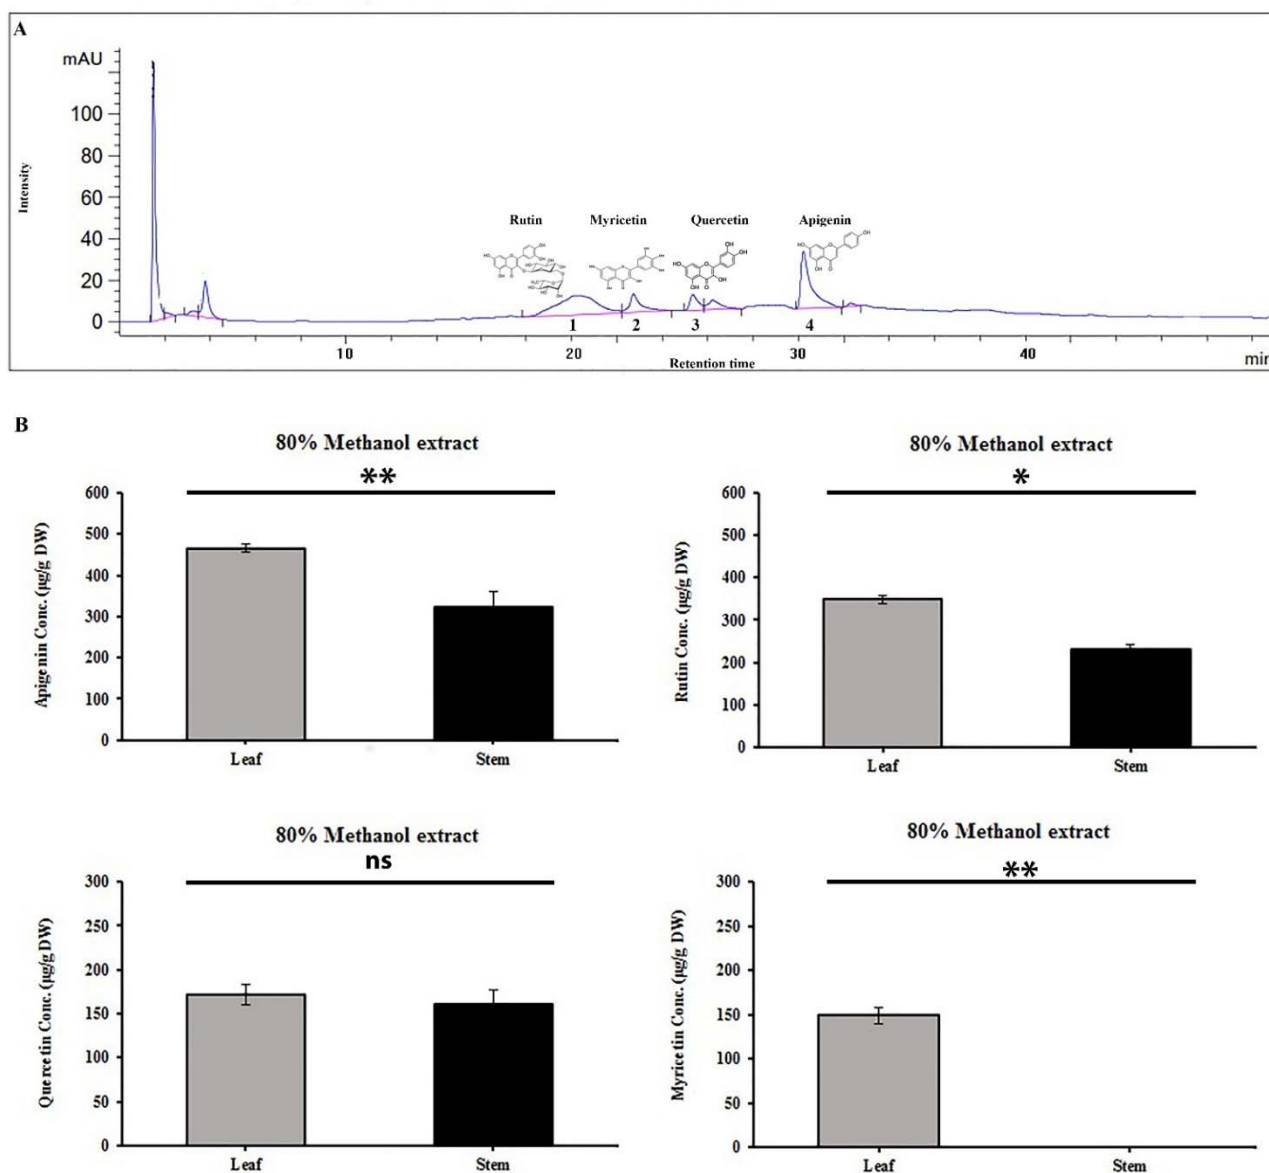 A
mAU
100
80
60
40
20
0
Intensity
Rutin
Myricetin
Quercetin
Apigenin
1
2
3
4
10
20
30
40
Retention time
min
B
80% Methanol extract
**
600
500
400
300
200
100
0
Apigenin Conc. (µg/g DW)
Leaf
Stem
80% Methanol extract
*
600
500
400
300
200
100
0
Rutin Conc. (µg/g DW)
Leaf
Stem
80% Methanol extract
ns
300
250
200
150
100
50
0
Quercetin Conc. (µg/g DW)
Leaf
Stem
80% Methanol extract
**
300
250
200
150
100
50
0
Myricetin Conc. (µg/g DW)
Leaf
Stem